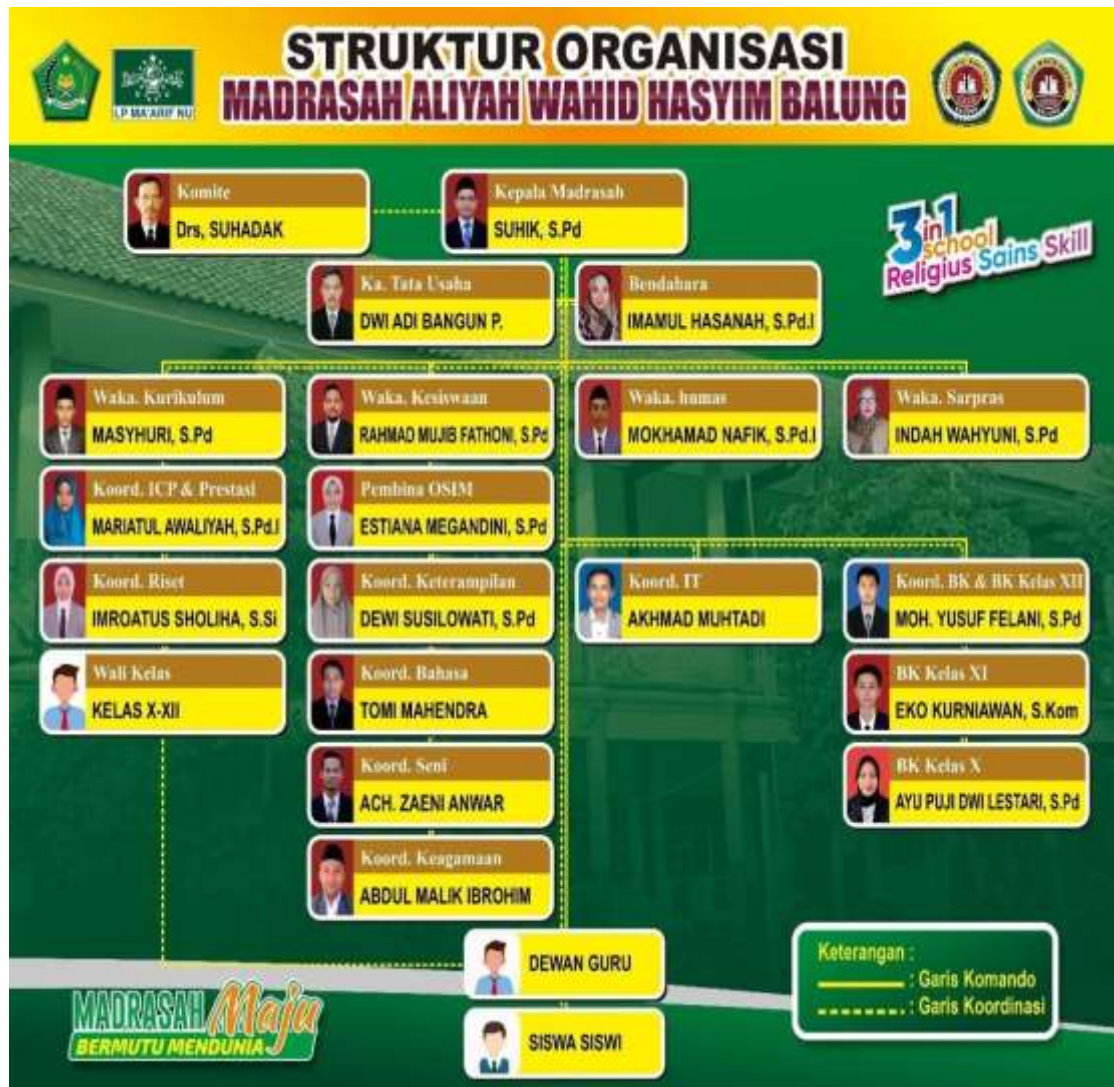 STRUKTUR ORGANISASI
MADRASAH ALIYAH WAHID HASYIM BALUNG
LP MA'ARIF NU
Komite
Drs, SUHADAK
Kepala Madrasah
SUHIK, S.Pd
3in1
school
Religius Sains Skill
Ka. Tata Usaha
DWI ADI BANGUN P.
Bendahara
IMAMUL HASANAH, S.Pd.I
Waka. Kurikulum
MASYHURI, S.Pd
Waka. Kesiswaan
RAHMAD MUJIB FATHONI, S.Pd
Waka. humas
MOKHAMAD NAFIK, S.Pd.I
Waka. Sarpras
INDAH WAHYUNI, S.Pd
Koord. ICP & Prestasi
MARIATUL AWALIYAH, S.Pd.I
Pembina OSIM
ESTIANA MEGANDINI, S.Pd
Koord. Riset
IMROATUS SHOLIHA, S.Si
Koord. Keterampilan
DEWI SUSILOWATI, S.Pd
Koord. IT
AKHMAD MUHTADI
Koord. BK & BK Kelas XII
MOH. YUSUF FELANI, S.Pd
Wali Kelas
KELAS X-XII
Koord. Bahasa
TOMI MAHENDRA
BK Kelas XI
EKO KURNIAWAN, S.Kom
Koord. Seni
ACH. ZAENI ANWAR
BK Kelas X
AYU PUJI DWI LESTARI, S.Pd
Koord. Keagamaan
ABDUL MALIK IBROHIM
DEWAN GURU
SISWA SISWI
Keterangan :
: Garis Komando
: Garis Koordinasi
MADRASAH Maju
BERMUTU MENDUNIA